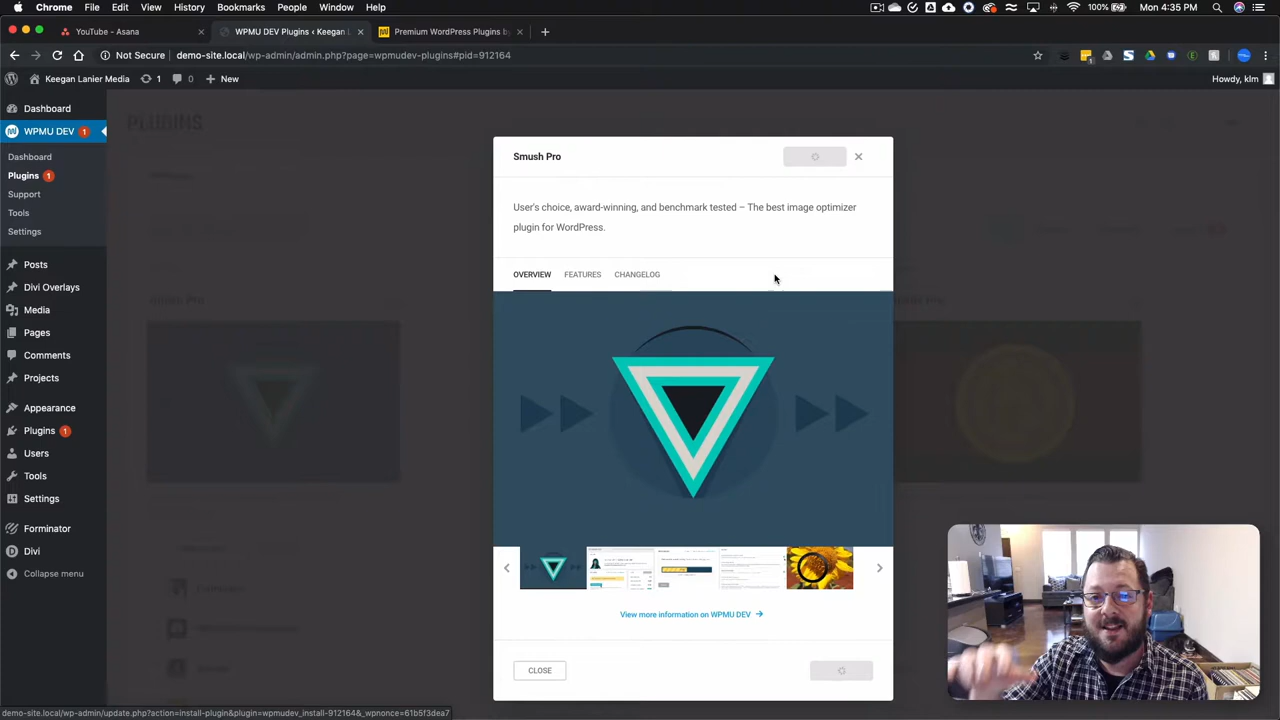 Chrome File Edit View History Bookmarks People Window Help
100% Mon 4:35 PM
YouTube - Asana
WPMU DEV Plugins ‹ Keegan L
Premium WordPress Plugins b
Not Secure demo-site.local/wp-admin/admin.php?page=wpmudev-plugins#pid=912164
Keegan Lanier Media 1 0 New
Howdy, klm
Dashboard
WPMU DEV 1
Dashboard
Plugins 1
Support
Tools
Settings
Posts
Divi Overlays
Media
Pages
Comments
Projects
Appearance
Plugins 1
Users
Tools
Settings
Forminator
Divi
Collapse menu
PLUGINS
Smush Pro
User's choice, award-winning, and benchmark tested – The best image optimizer
plugin for WordPress.
OVERVIEW FEATURES CHANGELOG
View more information on WPMU DEV
CLOSE
demo-site.local/wp-admin/update.php?action=install-plugin&plugin=wpmudev_install-912164&_wpnonce=61b5f3dea7